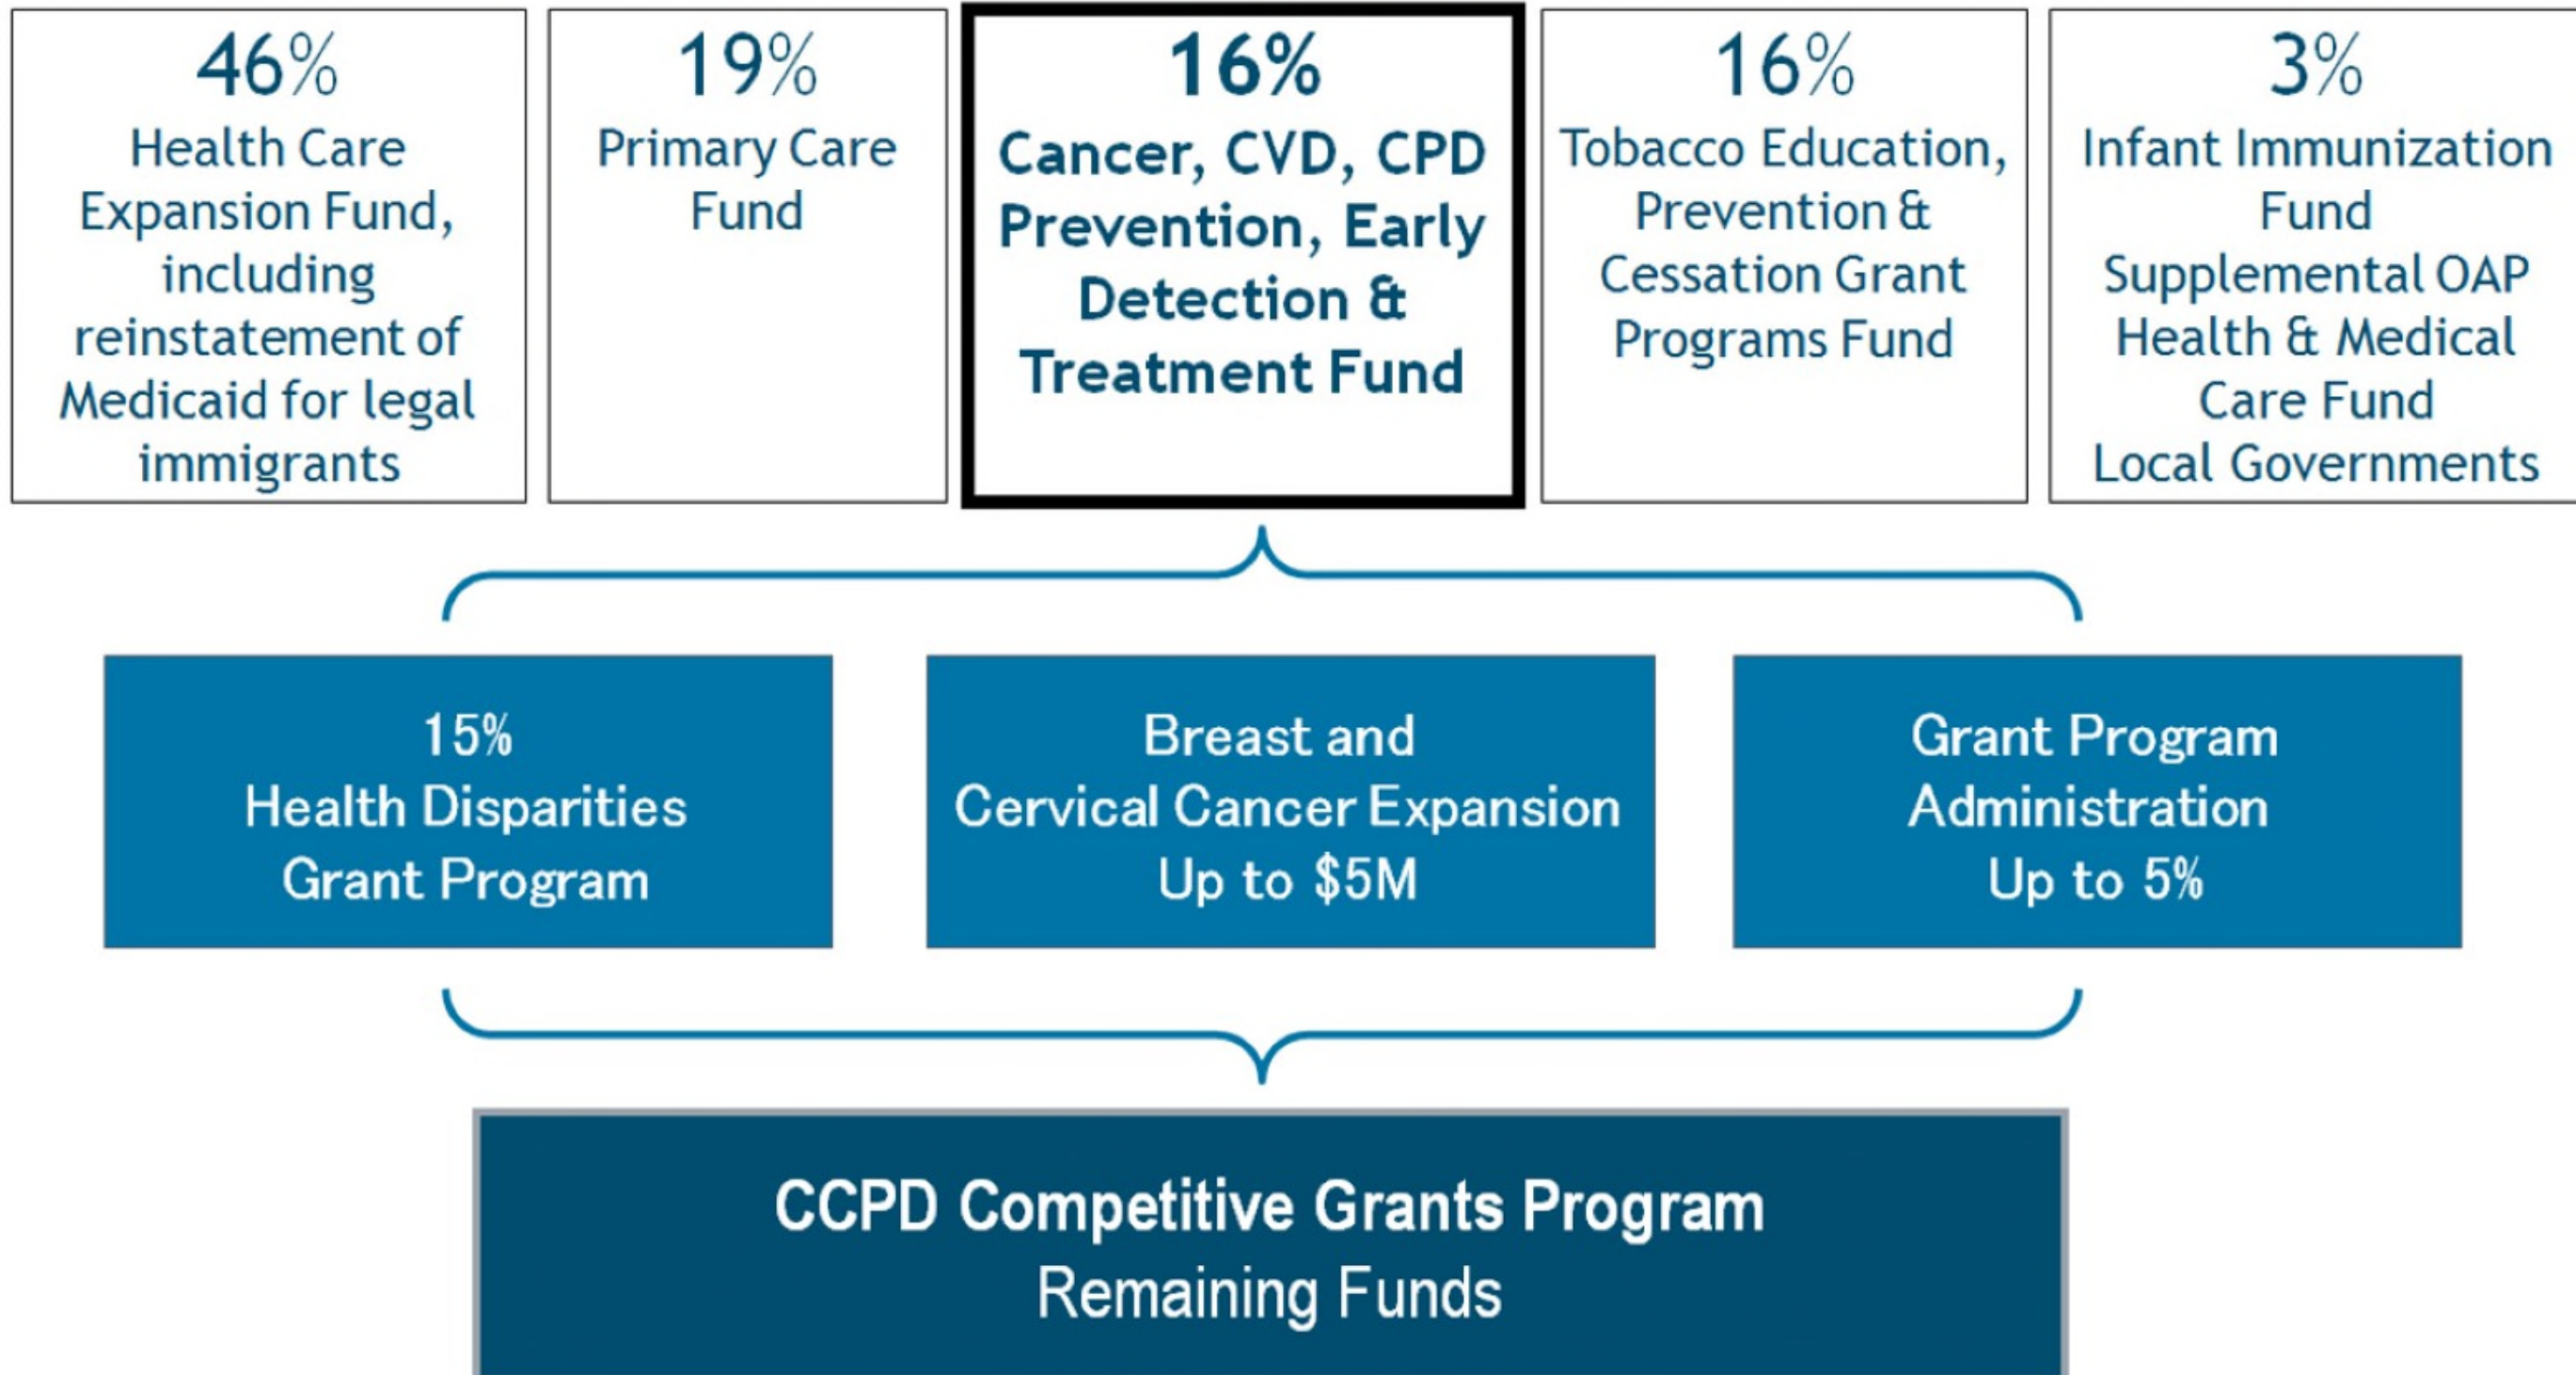 46%
Health Care
Expansion Fund,
including
reinstatement of
Medicaid for legal
immigrants
19%
Primary Care
Fund
16%
Cancer, CVD, CPD
Prevention, Early
Detection &
Treatment Fund
16%
Tobacco Education,
Prevention &
Cessation Grant
Programs Fund
3%
Infant Immunization
Fund
Supplemental OAP
Health & Medical
Care Fund
Local Governments
15%
Health Disparities
Grant Program
Breast and
Cervical Cancer Expansion
Up to $5M
Grant Program
Administration
Up to 5%
CCPD Competitive Grants Program
Remaining Funds